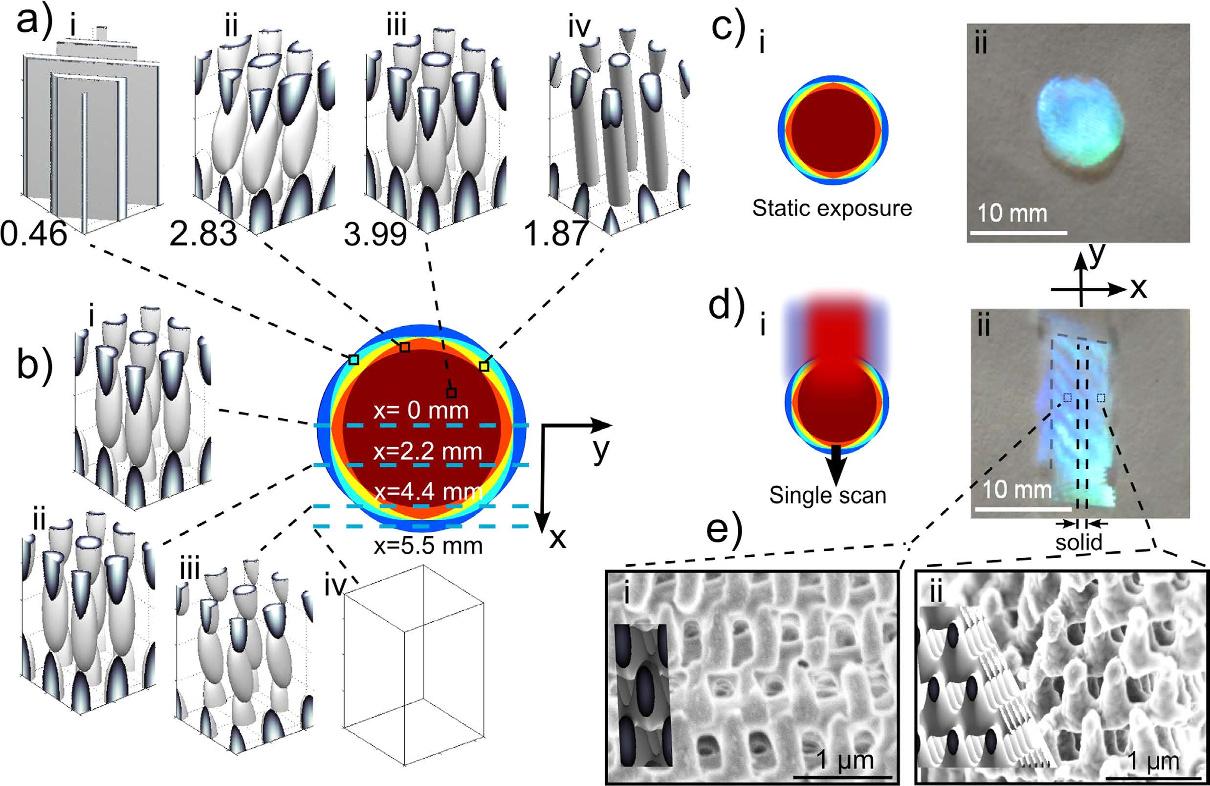 a)
i
ii
iii
iv
0.46
2.83
3.99
1.87
b)
i
ii
iii
iv
x= 0 mm
x=2.2 mm
x=4.4 mm
x=5.5 mm
y
x
c)
i
ii
Static exposure
10 mm
y
x
d)
i
ii
Single scan
10 mm
solid
e)
i
ii
1 µm
1 µm